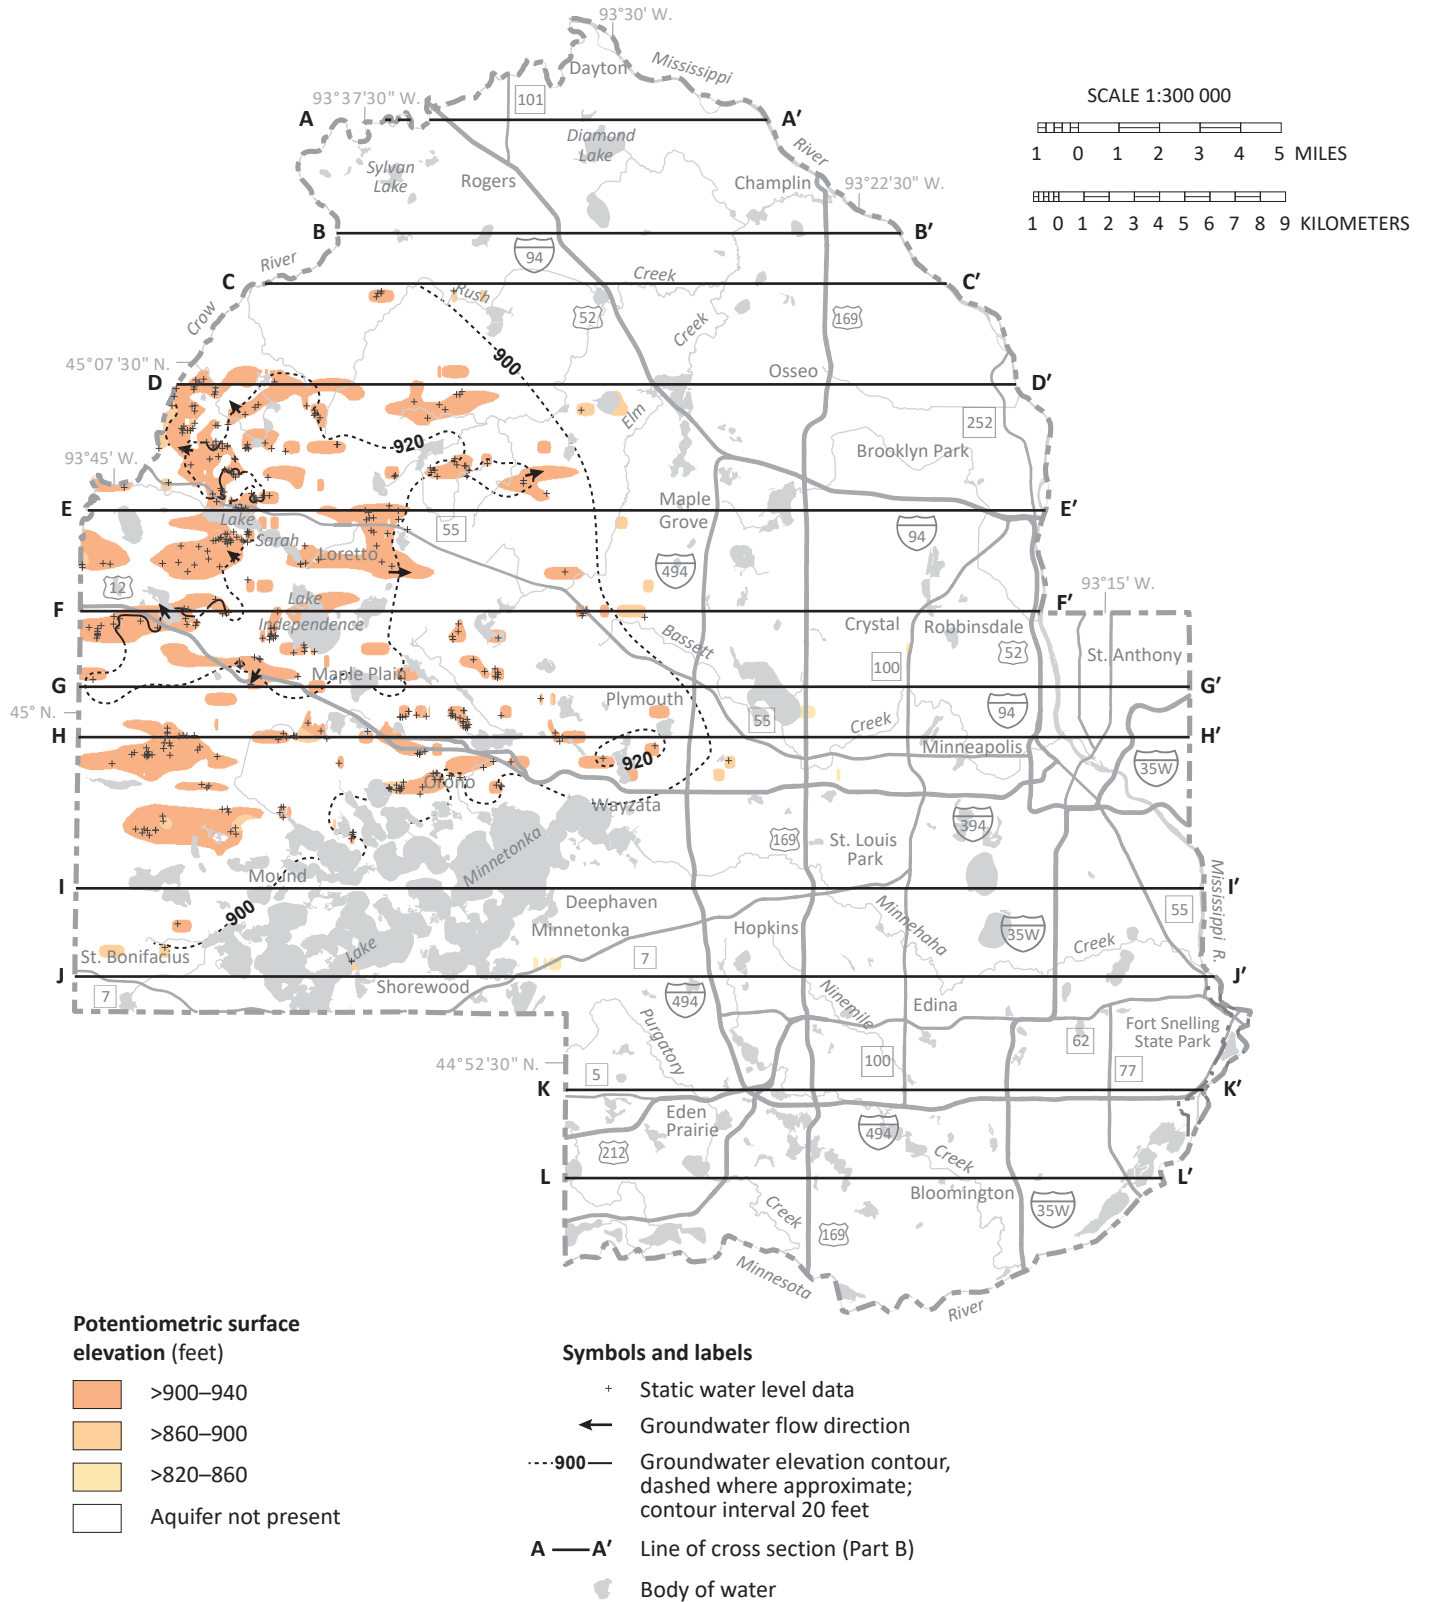 93°30' W.
Dayton
Mississippi
93°37'30" W.
101
A
A′
Diamond
Lake
River
Sylvan
Lake
Rogers
Champlin
93°22'30" W.
SCALE 1:300 000
1 0 1 2 3 4 5 MILES
1 0 1 2 3 4 5 6 7 8 9 KILOMETERS
B
B′
94
River
C
Creek
C′
Rush
Crow
52
Creek
169
900
45°07'30" N.
D
Osseo
D′
Elm
252
920
Brooklyn Park
93°45' W.
Maple
Grove
E
E′
Lake
Sarah
55
94
Loretto
494
12
93°15' W.
F
Lake
Independence
F′
Bassett
Crystal
Robbinsdale
52
St. Anthony
100
Maple Plain
G
G′
Plymouth
45° N.
55
Creek
94
H
H′
Minneapolis
920
35W
Orono
Wayzata
394
169
St. Louis
Park
Minnetonka
Mound
I
I′
Mississippi R.
900
Deephaven
Minnehaha
55
Minnetonka
Hopkins
35W
Creek
Lake
St. Bonifacius
7
J
J′
7
Shorewood
494
Ninemile
Edina
Purgatory
Fort Snelling
State Park
62
44°52'30" N.
5
100
77
K
K′
Eden
Prairie
494
212
Creek
L
L′
Bloomington
Creek
35W
169
Minnesota
River
Potentiometric surface
elevation (feet)
>900–940
>860–900
>820–860
Aquifer not present
Symbols and labels
Static water level data
Groundwater flow direction
900
Groundwater elevation contour,
dashed where approximate;
contour interval 20 feet
A A′ Line of cross section (Part B)
Body of water